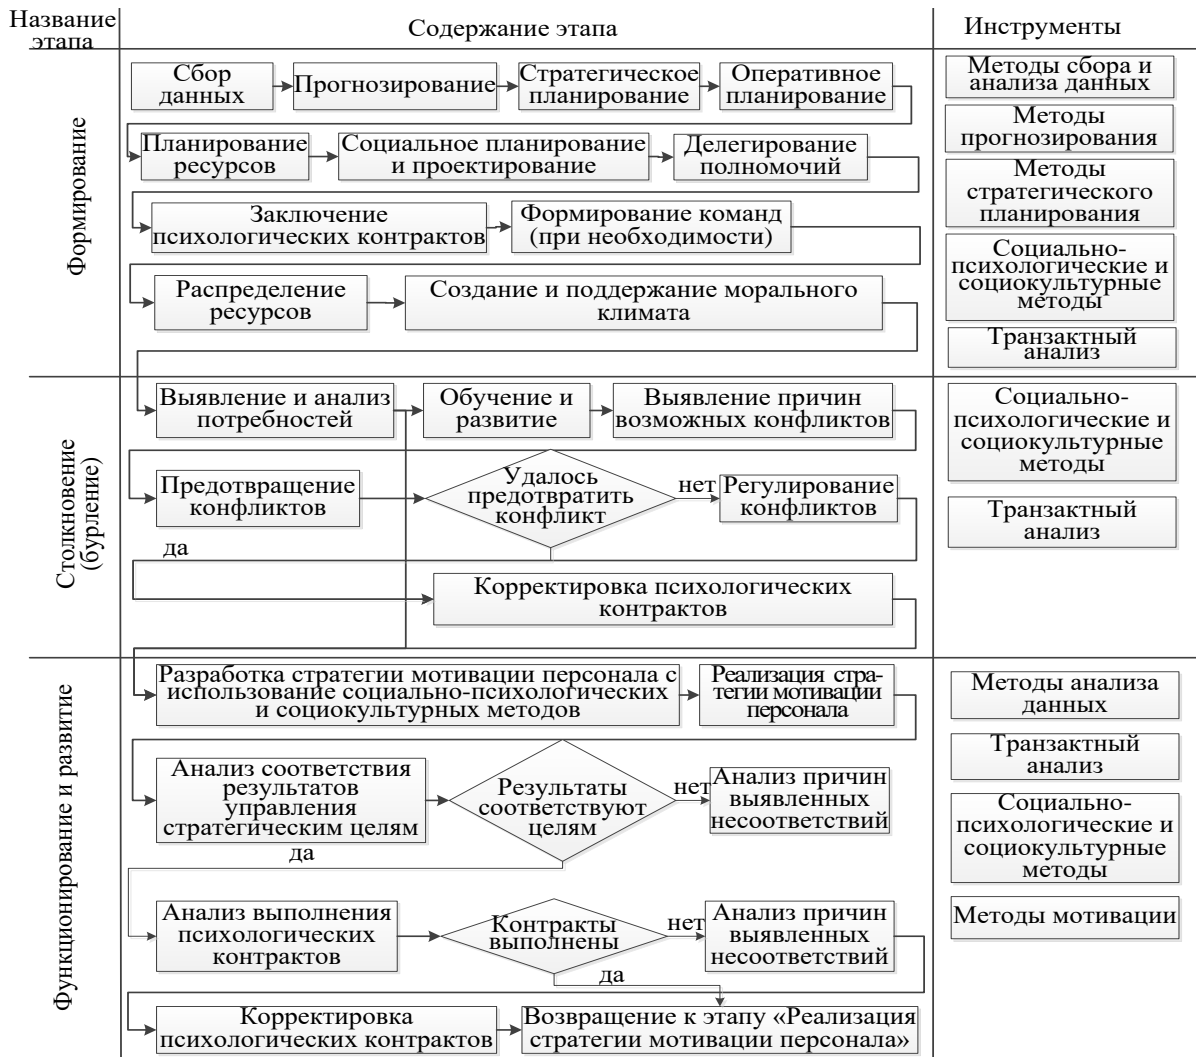 Название
этапа
Содержание этапа
Инструменты
Формирование
Сбор
данных
Прогнозирование
Стратегическое
планирование
Оперативное
планирование
Планирование
ресурсов
Социальное планирование
и проектирование
Делегирование
полномочий
Заключение
психологических контрактов
Формирование команд
(при необходимости)
Распределение
ресурсов
Создание и поддержание морального
климата
Методы сбора и
анализа данных
Методы
прогнозирования
Методы
стратегического
планирования
Социально-
психологические и
социокультурные
методы
Транзактный
анализ
Столкновение
(бурление)
Выявление и анализ
потребностей
Обучение и
развитие
Выявление причин
возможных конфликтов
Предотвращение
конфликтов
Удалось
предотвратить
конфликт
нет
Регулирование
конфликтов
да
Корректировка психологических
контрактов
Социально-
психологические и
социокультурные
методы
Транзактный
анализ
Функционирование и развитие
Разработка стратегии мотивации персонала с
использование социально-психологических
и социокультурных методов
Реализация стра-
тегии мотивации
персонала
Анализ соответствия
результатов
управления
стратегическим целям
Результаты
соответствуют
целям
нет
Анализ причин
выявленных
несоответствий
да
Анализ выполнения
психологических
контрактов
Контракты
выполнены
нет
Анализ причин
выявленных
несоответствий
да
Корректировка
психологических контрактов
Возвращение к этапу «Реализация
стратегии мотивации персонала»
Методы анализа
данных
Транзактный
анализ
Социально-
психологические и
социокультурные
методы
Методы мотивации